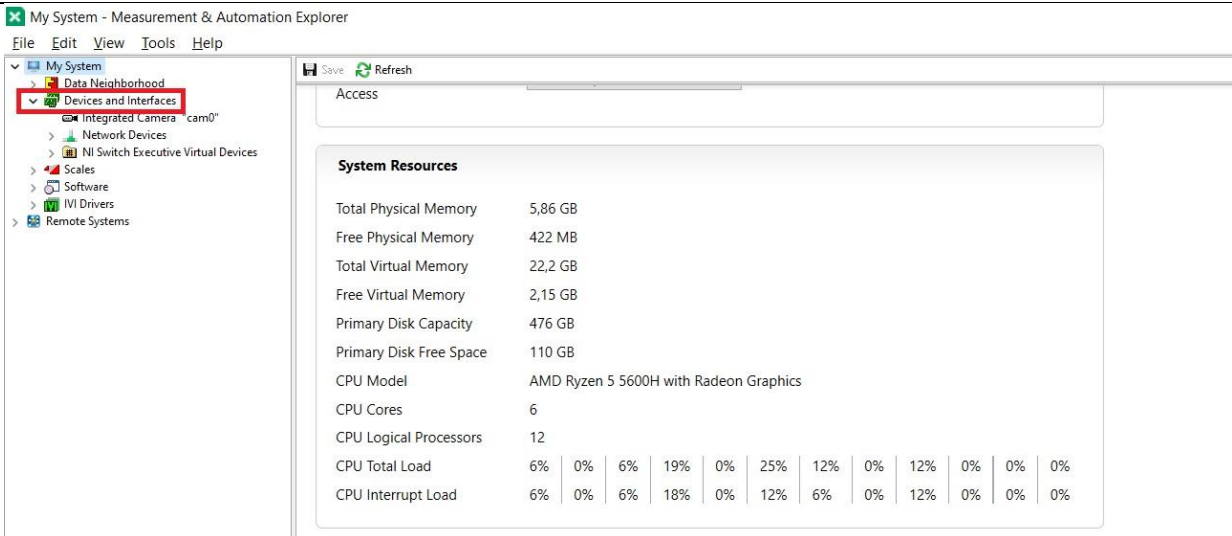 My System - Measurement & Automation Explorer
File Edit View Tools Help
My System
Data Neighborhood
Devices and Interfaces
Integrated Camera "cam0"
Network Devices
NI Switch Executive Virtual Devices
Scales
Software
IVI Drivers
Remote Systems
Save Refresh
Access
System Resources
Total Physical Memory 5,86 GB
Free Physical Memory 422 MB
Total Virtual Memory 22,2 GB
Free Virtual Memory 2,15 GB
Primary Disk Capacity 476 GB
Primary Disk Free Space 110 GB
CPU Model AMD Ryzen 5 5600H with Radeon Graphics
CPU Cores 6
CPU Logical Processors 12
CPU Total Load 6% 0% 6% 19% 0% 25% 12% 0% 12% 0% 0% 0%
CPU Interrupt Load 6% 0% 6% 18% 0% 12% 6% 0% 12% 0% 0% 0%